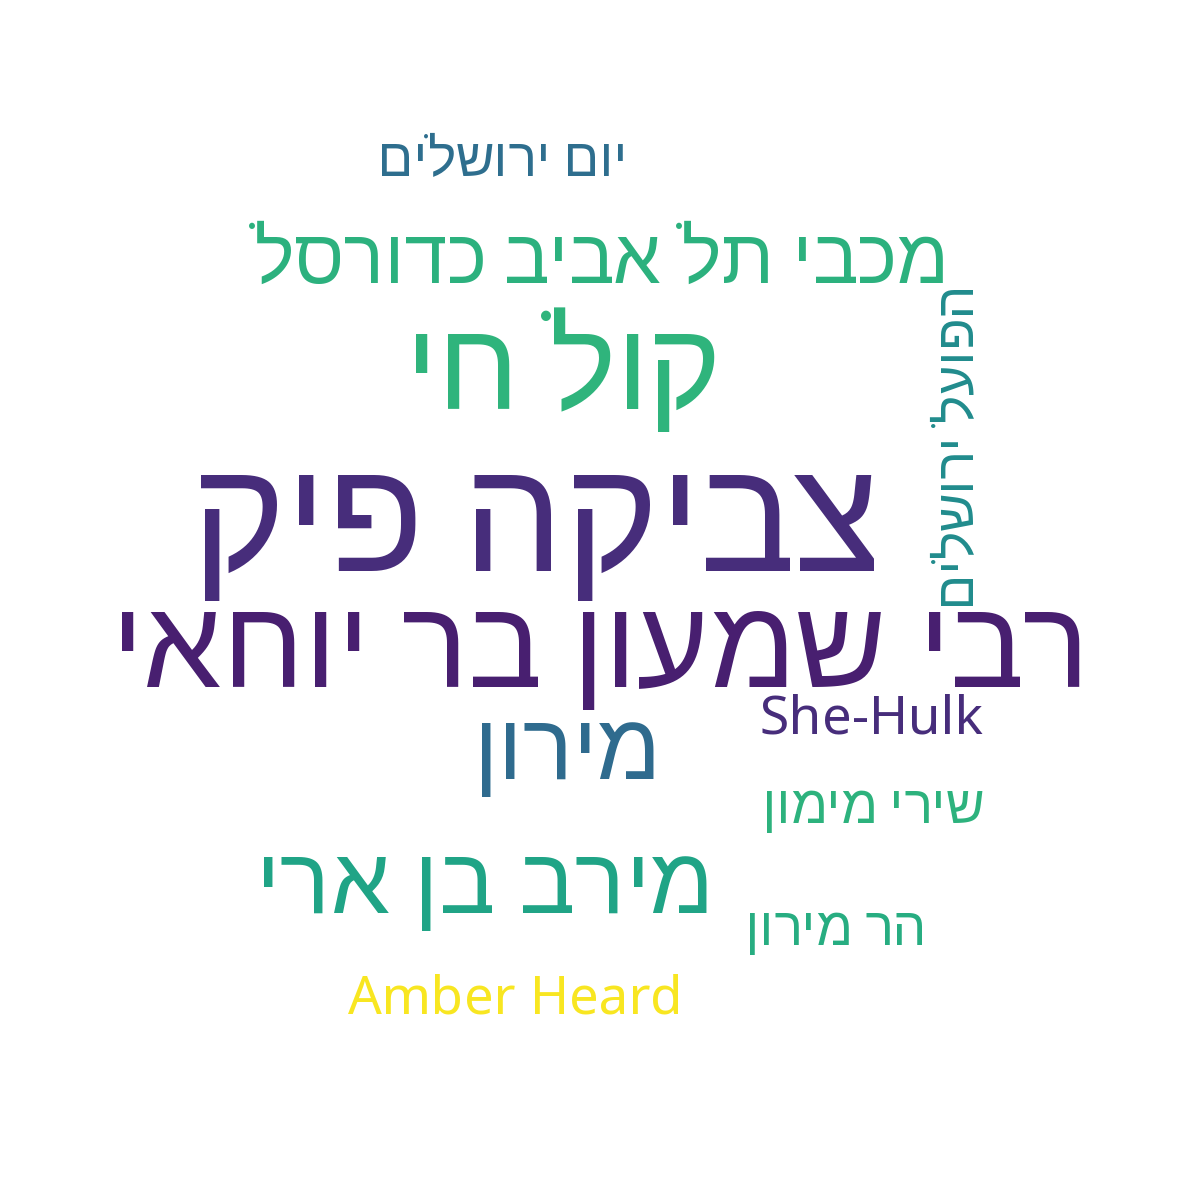 יום ירושלים
מכבי תל אביב כדורסל
קול חי
הפועל ירושלים
צביקה פיק
רבי שמעון בר יוחאי
She-Hulk
מירון
שירי מימון
מירב בן ארי
הר מירון
Amber Heard